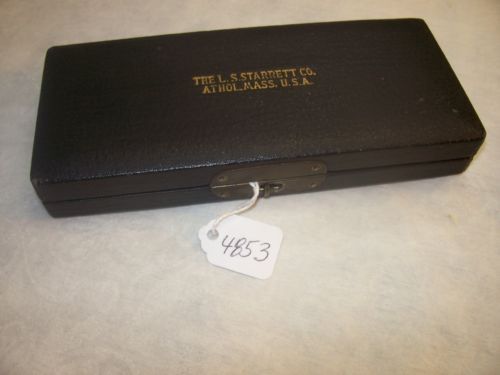 THE L. S. STARRETT CO.
ATHOL, MASS. U.S.A.
4853